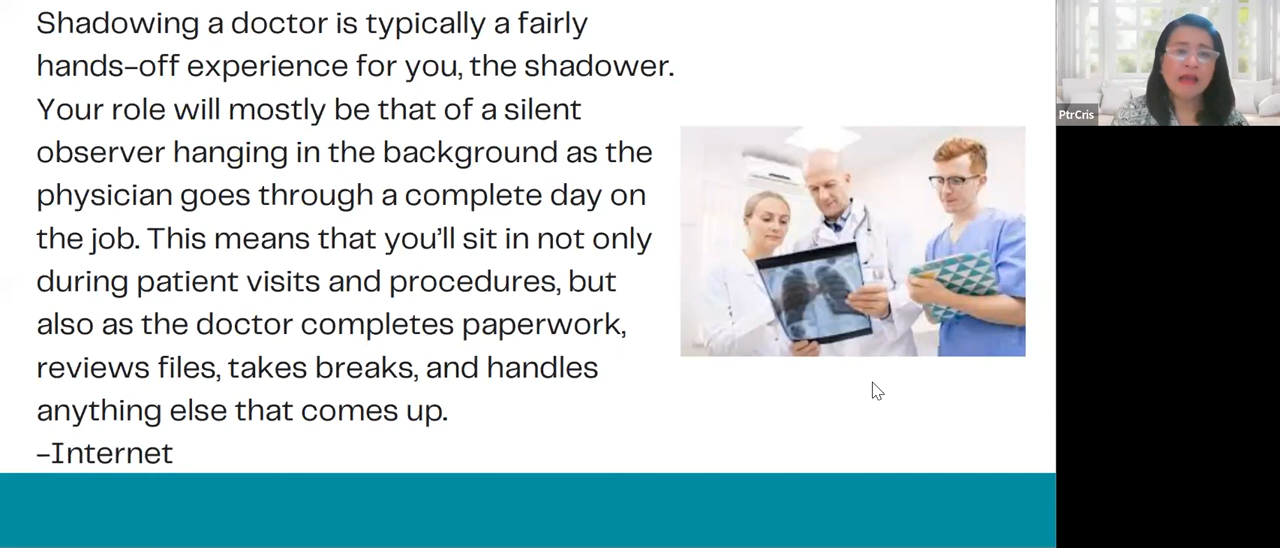 Shadowing a doctor is typically a fairly
hands-off experience for you, the shadower.
Your role will mostly be that of a silent
observer hanging in the background as the
physician goes through a complete day on
the job. This means that you'll sit in not only
during patient visits and procedures, but
also as the doctor completes paperwork,
reviews files, takes breaks, and handles
anything else that comes up.
-Internet
PtrCris